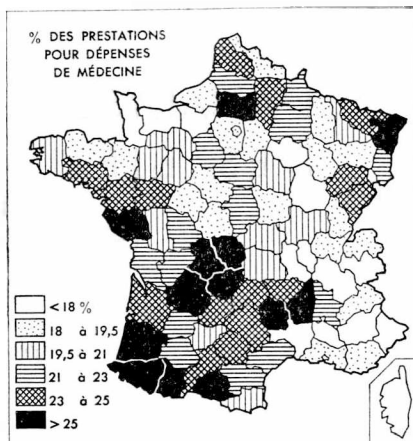 % DES PRESTATIONS
POUR DÉPENSES
DE MÉDECINE
<18 %
18 à 19,5
19,5 à 21
21 à 23
23 à 25
> 25